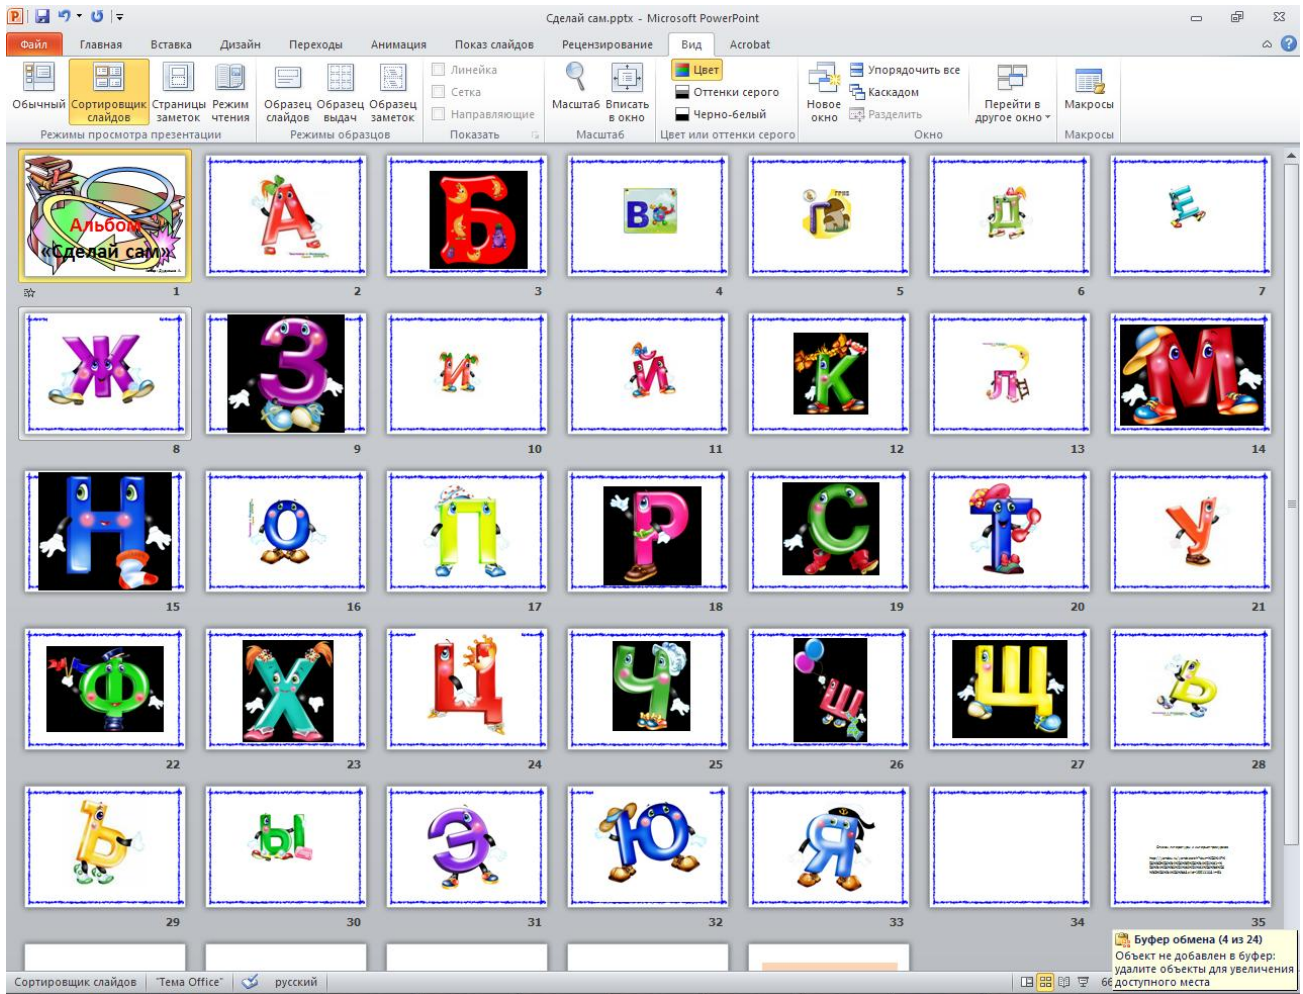 Сделай сам.pptx - Microsoft PowerPoint
Файл Главная Вставка Дизайн Переходы Анимация Показ слайдов Рецензирование Вид Acrobat
Обычный Сортировщик слайдов Страницы заметок Режим чтения
Режимы просмотра презентации
Образец слайдов Образец выдач Образец заметок
Режимы образцов
Линейка
Сетка
Направляющие
Показать
Масштаб Вписать в окно
Масштаб
Цвет
Оттенки серого
Черно-белый
Цвет или оттенки серого
Новое окно
Упорядочить все
Каскадом
Разделить
Перейти в другое окно
Окно
Макросы
Макросы
Альбом
«Сделай сам»
А Б В Г Д Е
ГРИБ
1 2 3 4 5 6 7
Ж З И Й К Л М
8 9 10 11 12 13 14
Н О П Р С Т У
15 16 17 18 19 20 21
Ф Х Ц Ч Ш Щ Ь
22 23 24 25 26 27 28
Ъ Ы Э Ю Я
29 30 31 32 33 34 35
Буфер обмена (4 из 24)
Объект не добавлен в буфер:
удалите объекты для увеличения
доступного места
Сортировщик слайдов "Тема Office" русский